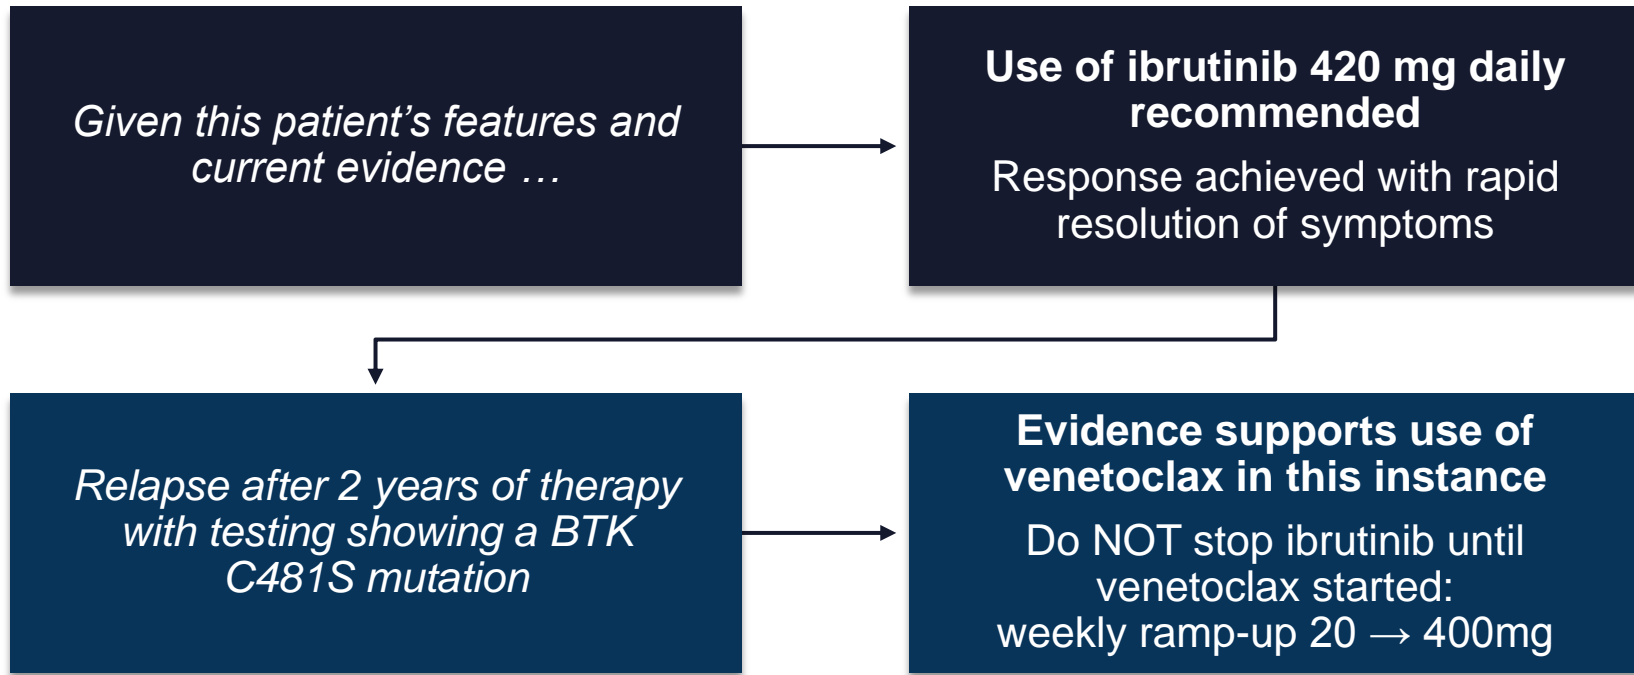 Given this patient’s features and
current evidence …
Use of ibrutinib 420 mg daily
recommended
Response achieved with rapid
resolution of symptoms
Relapse after 2 years of therapy
with testing showing a BTK
C481S mutation
Evidence supports use of
venetoclax in this instance
Do NOT stop ibrutinib until
venetoclax started:
weekly ramp-up 20 → 400mg